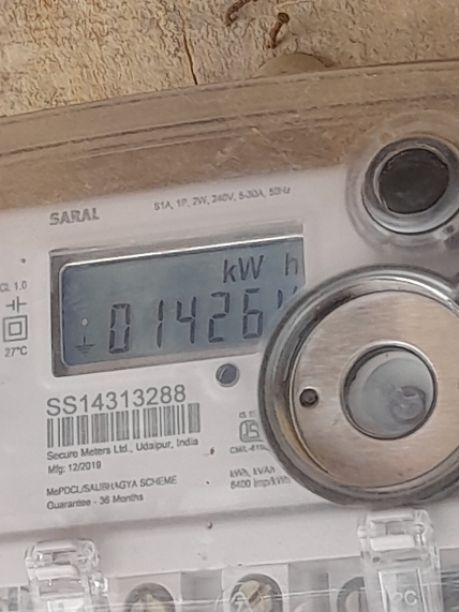 SARAL
S1A, 1P, 2W, 240V, 5-30A, 50Hz
CL 1.0
kW h
01426
27°C
SS14313288
Secure Meters Ltd., Udaipur, India
Mfg: 12/2019
MePDCL/SAUBHAGYA SCHEME
Guarantee - 36 Months
kWh, kVAh
6400 imp/kWh